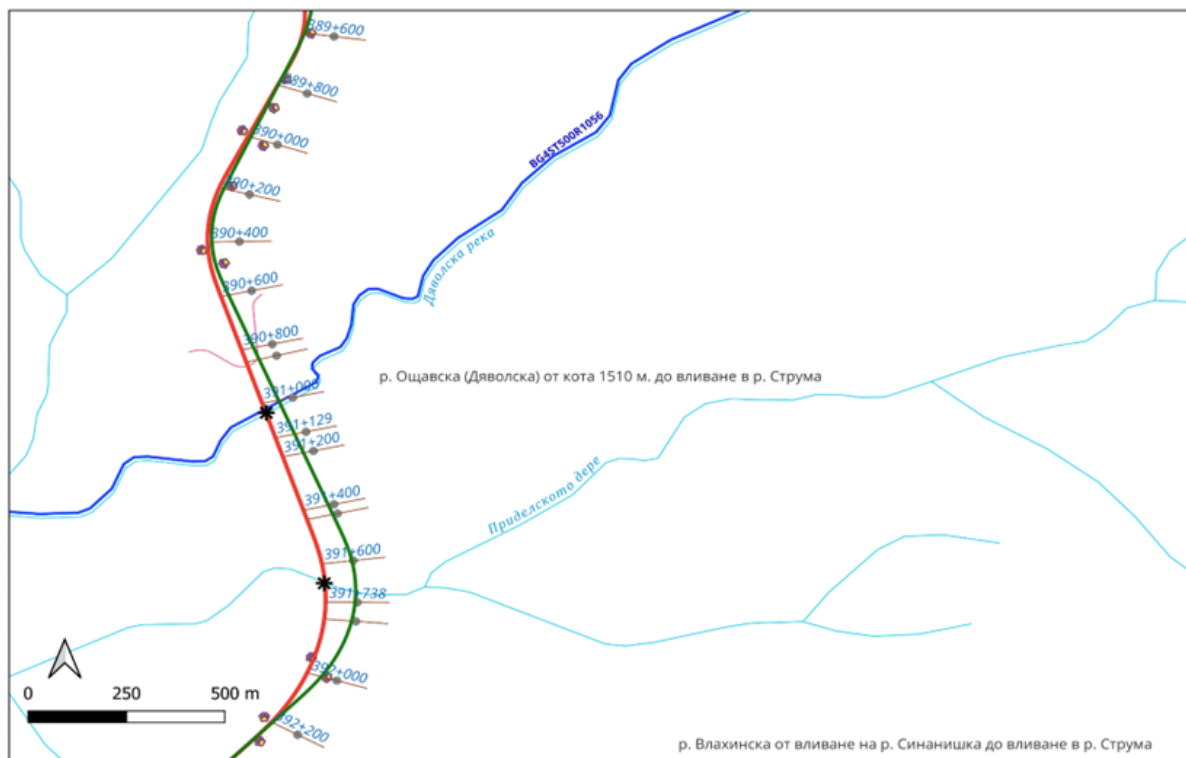 389+600
89+800
390+000
BG4ST500R1056
90+200
390+400
Дяволска река
390+600
390+800
р. Ощавска (Дяволска) от кота 1510 м. до вливане в р. Струма
391+000
391+129
391+200
Приделското дере
391+400
391+600
391+738
392+000
0 250 500 m
392+200
р. Влахинска от вливане на р. Синанишка до вливане в р. Струма